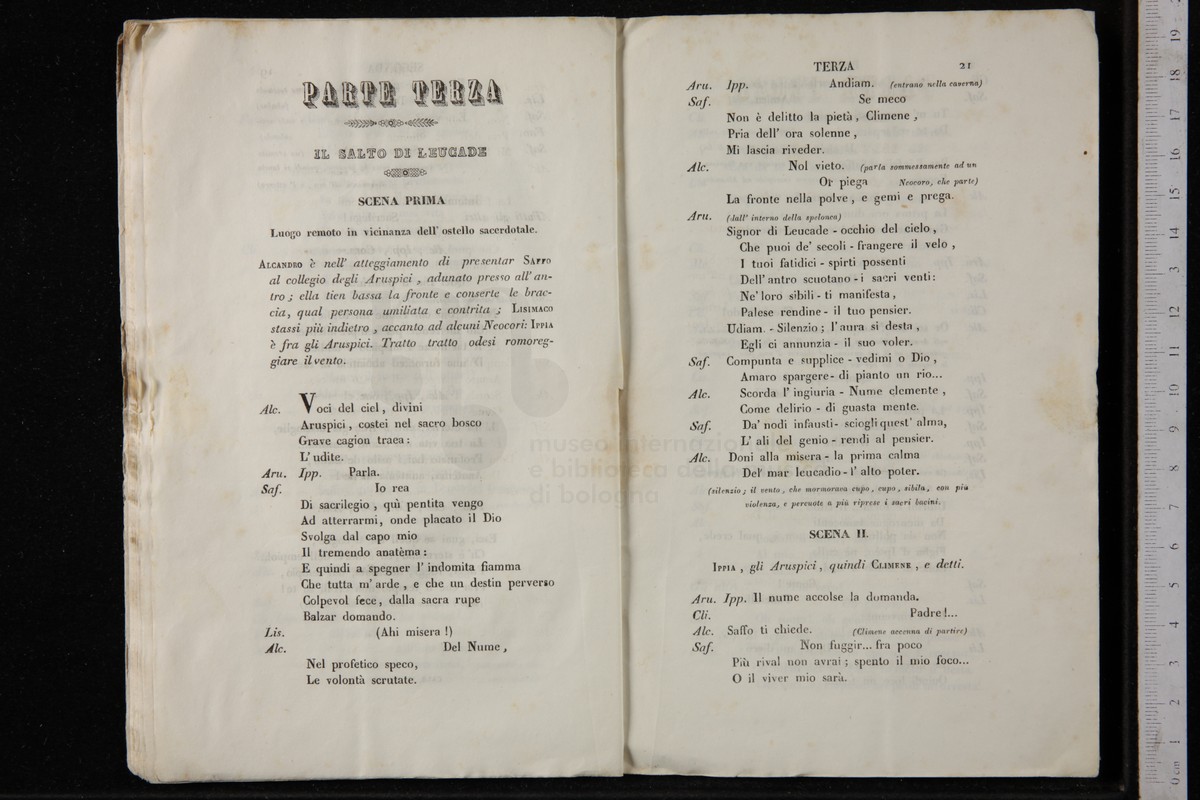 PARTE TERZA
IL SALTO DI LEUCADE
SCENA PRIMA
Luogo remoto in vicinanza dell' ostello sacerdotale.
ALCANDRO è nell' atteggiamento di presentar SAFFO
al collegio degli Aruspici, adunato presso all' an-
tro; ella tien bassa la fronte e conserte le brac-
cia, qual persona umiliata e contrita; LISIMACO
stassi più indietro, accanto ad alcuni Neocori: IPPIA
è fra gli Aruspici. Tratto tratto odesi romoreg-
giare il vento.
Alc. Voci del ciel, divini
Aruspici, costei nel sacro bosco
Grave cagion traea:
L' udite.
Aru. Ipp. Parla.
Saf. Io rea
Di sacrilegio, quì pentita vengo
Ad atterrarmi, onde placato il Dio
Svolga dal capo mio
Il tremendo anatèma:
E quindi a spegner l' indomita fiamma
Che tutta m' arde, e che un destin perverso
Colpevol fece, dalla sacra rupe
Balzar domando.
Lis. (Ahi misera!)
Alc. Del Nume,
Nel profetico speco,
Le volontà scrutate.
TERZA 21
Aru. Ipp. Andiam. (entrano nella caverna)
Saf. Se meco
Non è delitto la pietà, Climene,
Pria dell' ora solenne,
Mi lascia riveder.
Alc. Nol vieto. (parla sommessamente ad un
Or piega Neocoro, che parte)
La fronte nella polve, e gemi e prega.
Aru. (dall' interno della spelonca)
Signor di Leucade - occhio del cielo,
Che puoi de' secoli - frangere il velo,
I tuoi fatidici - spirti possenti
Dell' antro scuotano - i sacri venti:
Ne' loro sibili - ti manifesta,
Palese rendine - il tuo pensier.
Udiam. - Silenzio; l' aura si desta,
Egli ci annunzia - il suo voler.
Saf. Compunta e supplice - vedimi o Dio,
Amaro spargere - di pianto un rio...
Alc. Scorda l' ingiuria - Nume clemente,
Come delirio - di guasta mente.
Saf. Da' nodi infausti - sciogli quest' alma,
L' ali del genio - rendi al pensier.
Alc. Doni alla misera - la prima calma
Del mar leucadio - l' alto poter.
(silenzio; il vento, che mormorava cupo, cupo, sibila, con più
violenza, e percuote a più riprese i sacri bacini.
SCENA II.
IPPIA, gli Aruspici, quindi CLIMENE, e detti.
Aru. Ipp. Il nume accolse la domanda.
Cli. Padre!...
Alc. Saffo ti chiede. (Climene accenna di partire)
Saf. Non fuggir... fra poco
Più rival non avrai; spento il mio foco...
O il viver mio sarà.
museo internazio
e biblioteca della
di bologna